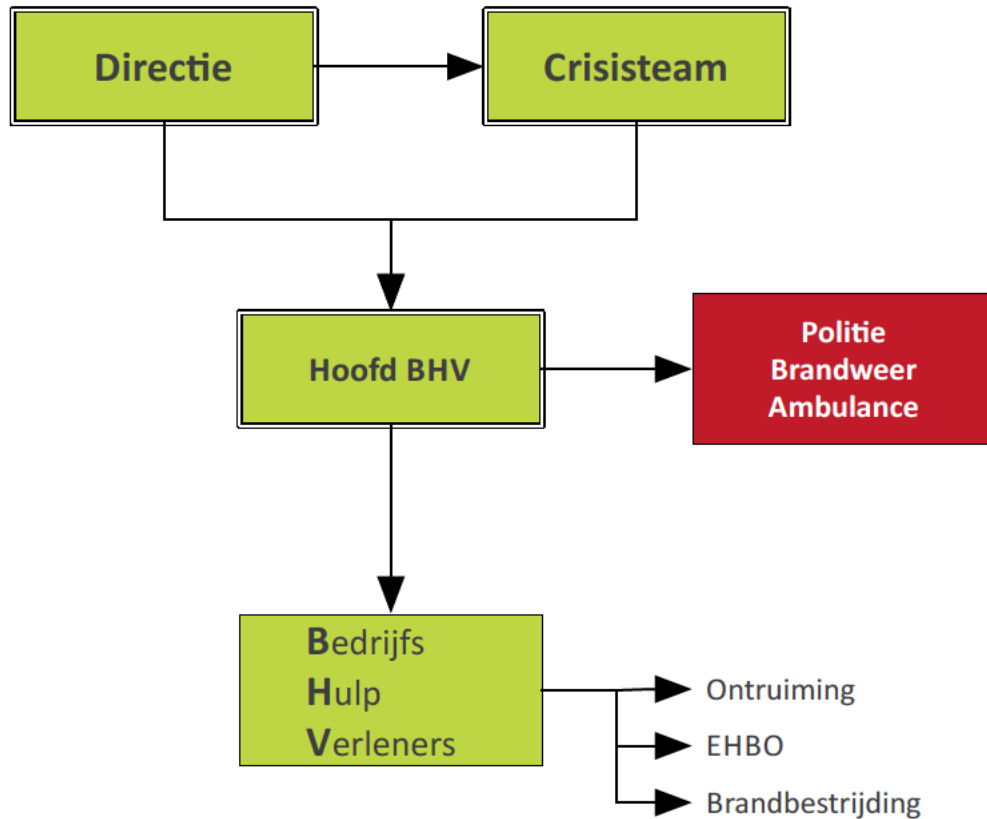 Directie
Crisisteam
Hoofd BHV
Politie
Brandweer
Ambulance
Bedrijfs
Hulp
Verleners
Ontruiming
EHBO
Brandbestrijding